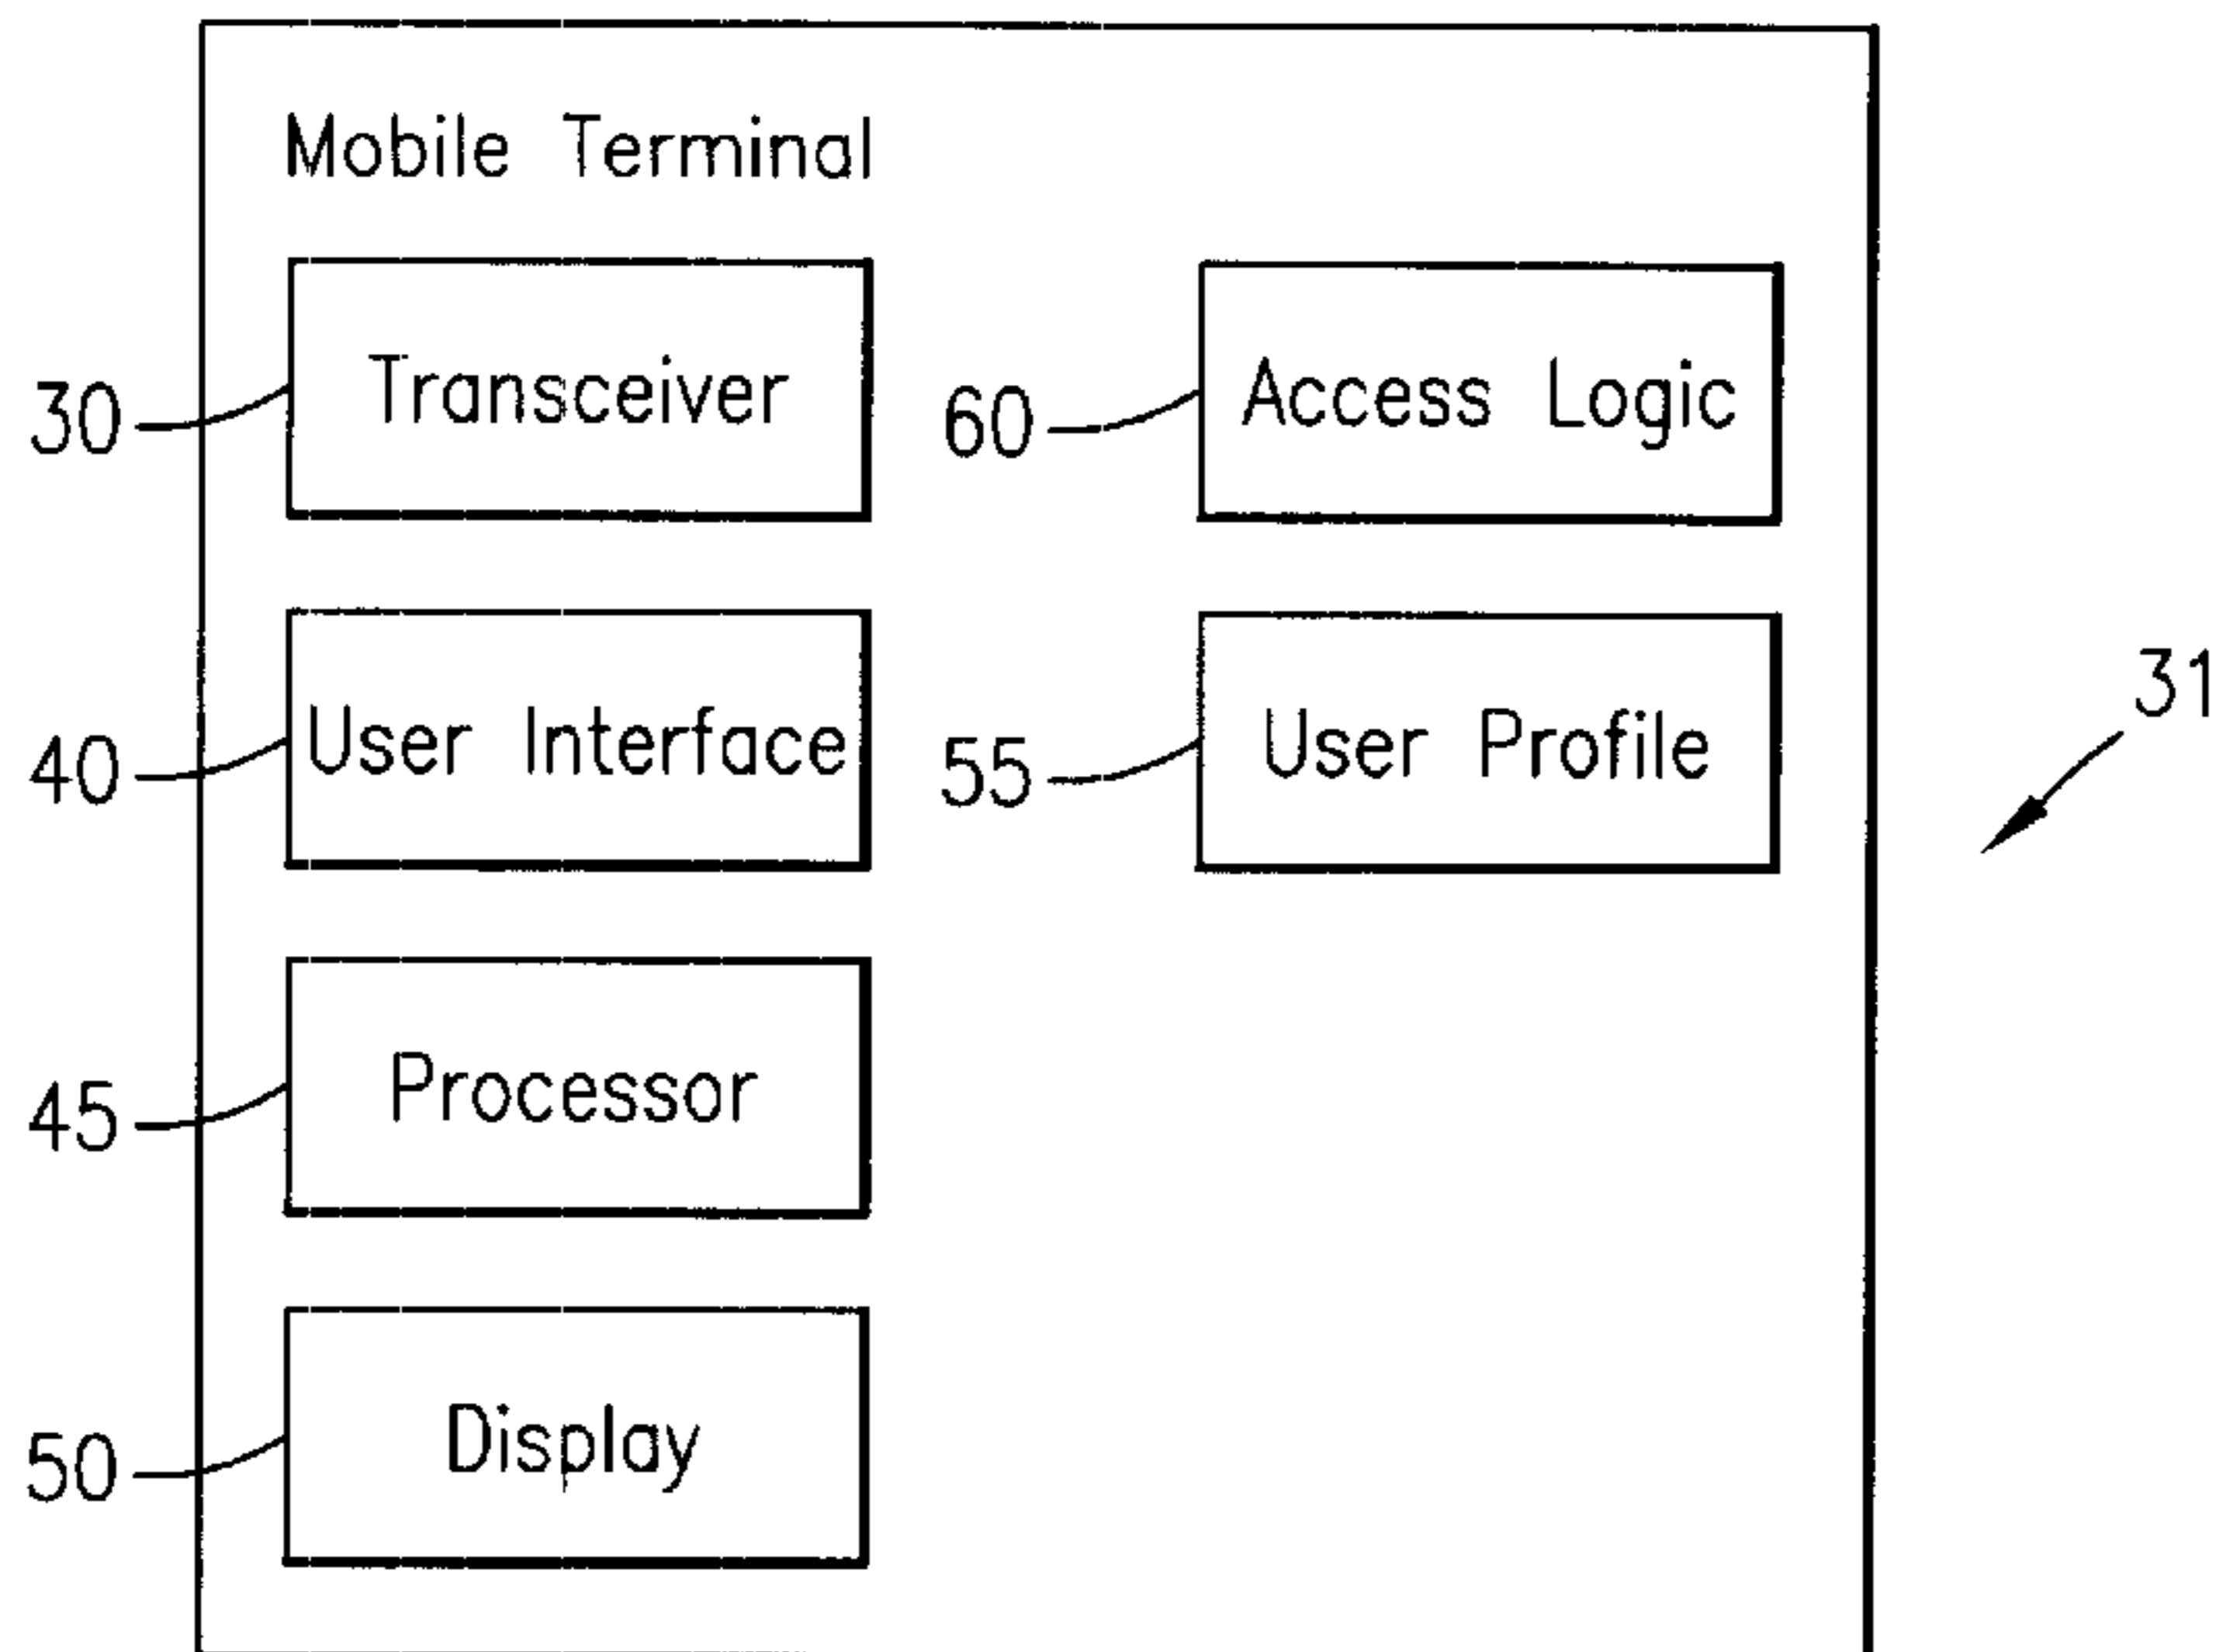 Mobile Terminal
30
Transceiver
60
Access Logic
40
User Interface
55
User Profile
31
45
Processor
50
Display